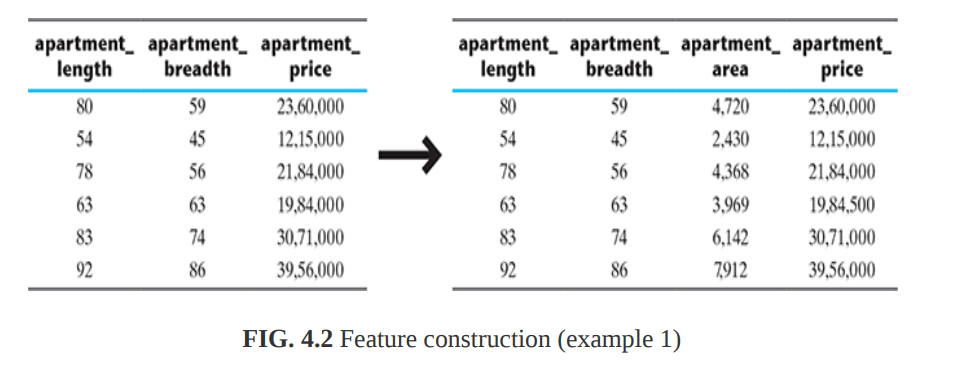 apartment_ apartment_ apartment_
length breadth price
80 59 23,60,000
54 45 12,15,000
78 56 21,84,000
63 63 19,84,000
83 74 30,71,000
92 86 39,56,000
apartment_ apartment_ apartment_ apartment_
length breadth area price
80 59 4,720 23,60,000
54 45 2,430 12,15,000
78 56 4,368 21,84,000
63 63 3,969 19,84,500
83 74 6,142 30,71,000
92 86 7,912 39,56,000
FIG. 4.2 Feature construction (example 1)